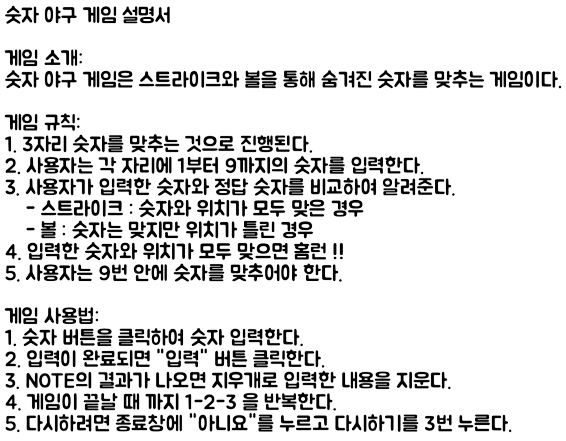 숫자 야구 게임 설명서
게임 소개:
숫자 야구 게임은 스트라이크와 볼을 통해 숨겨진 숫자를 맞추는 게임이다.
게임 규칙:
1. 3자리 숫자를 맞추는 것으로 진행된다.
2. 사용자는 각 자리에 1부터 9까지의 숫자를 입력한다.
3. 사용자가 입력한 숫자와 정답 숫자를 비교하여 알려준다.
- 스트라이크 : 숫자와 위치가 모두 맞은 경우
- 볼 : 숫자는 맞지만 위치가 틀린 경우
4. 입력한 숫자와 위치가 모두 맞으면 홈런 !!
5. 사용자는 9번 안에 숫자를 맞추어야 한다.
게임 사용법:
1. 숫자 버튼을 클릭하여 숫자 입력한다.
2. 입력이 완료되면 "입력" 버튼 클릭한다.
3. NOTE의 결과가 나오면 지우개로 입력한 내용을 지운다.
4. 게임이 끝날 때 까지 1-2-3 을 반복한다.
5. 다시하려면 종료창에 "아니요"를 누르고 다시하기를 3번 누른다.